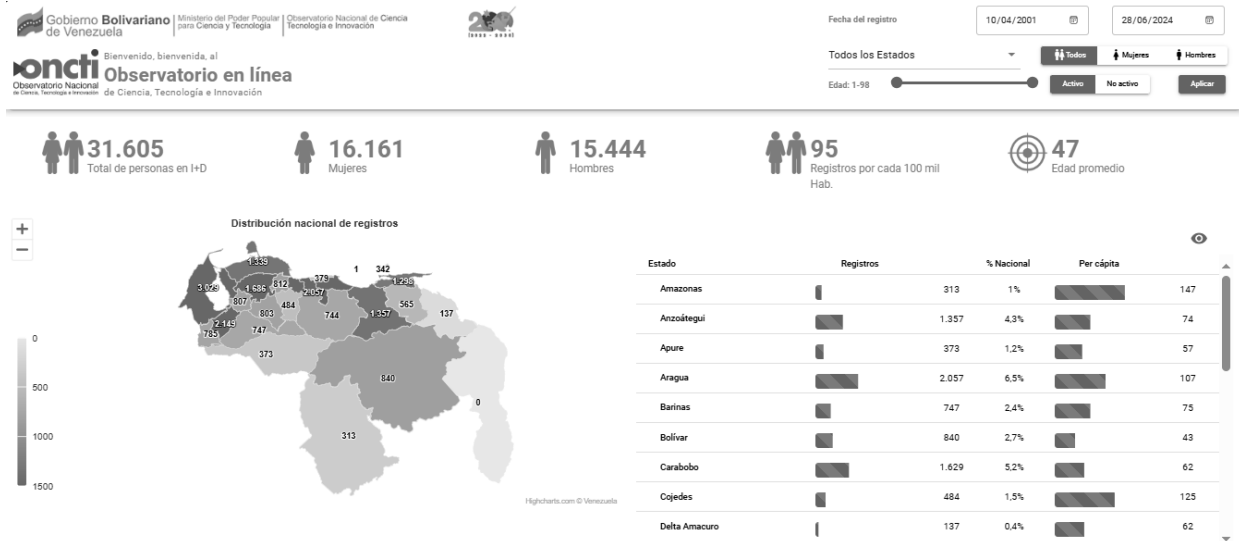 Gobierno Bolivariano de Venezuela
Ministerio del Poder Popular para Ciencia y Tecnología
Observatorio Nacional de Ciencia Tecnología e Innovación
200
Fecha del registro
10/04/2001
28/06/2024
oncti
Observatorio Nacional
de Ciencia, Tecnología e Innovación
Bienvenido, bienvenida, al
Observatorio en línea
de Ciencia, Tecnología e Innovación
Todos los Estados
Todos
Mujeres
Hombres
Edad: 1-98
Activo
No activo
Aplicar
31.605
Total de personas en I+D
16.161
Mujeres
15.444
Hombres
95
Registros por cada 100 mil
Hab.
47
Edad promedio
+
−
Distribución nacional de registros
1.339
3.029
1.686
812
379
1
342
2.057
1.298
807
803
484
744
1.357
565
137
2.149
785
747
373
840
0
313
0
500
1000
1500
Highcharts.com © Venezuela
Estado Registros % Nacional Per cápita
Amazonas 313 1% 147
Anzoátegui 1.357 4,3% 74
Apure 373 1,2% 57
Aragua 2.057 6,5% 107
Barinas 747 2,4% 75
Bolívar 840 2,7% 43
Carabobo 1.629 5,2% 62
Cojedes 484 1,5% 125
Delta Amacuro 137 0,4% 62